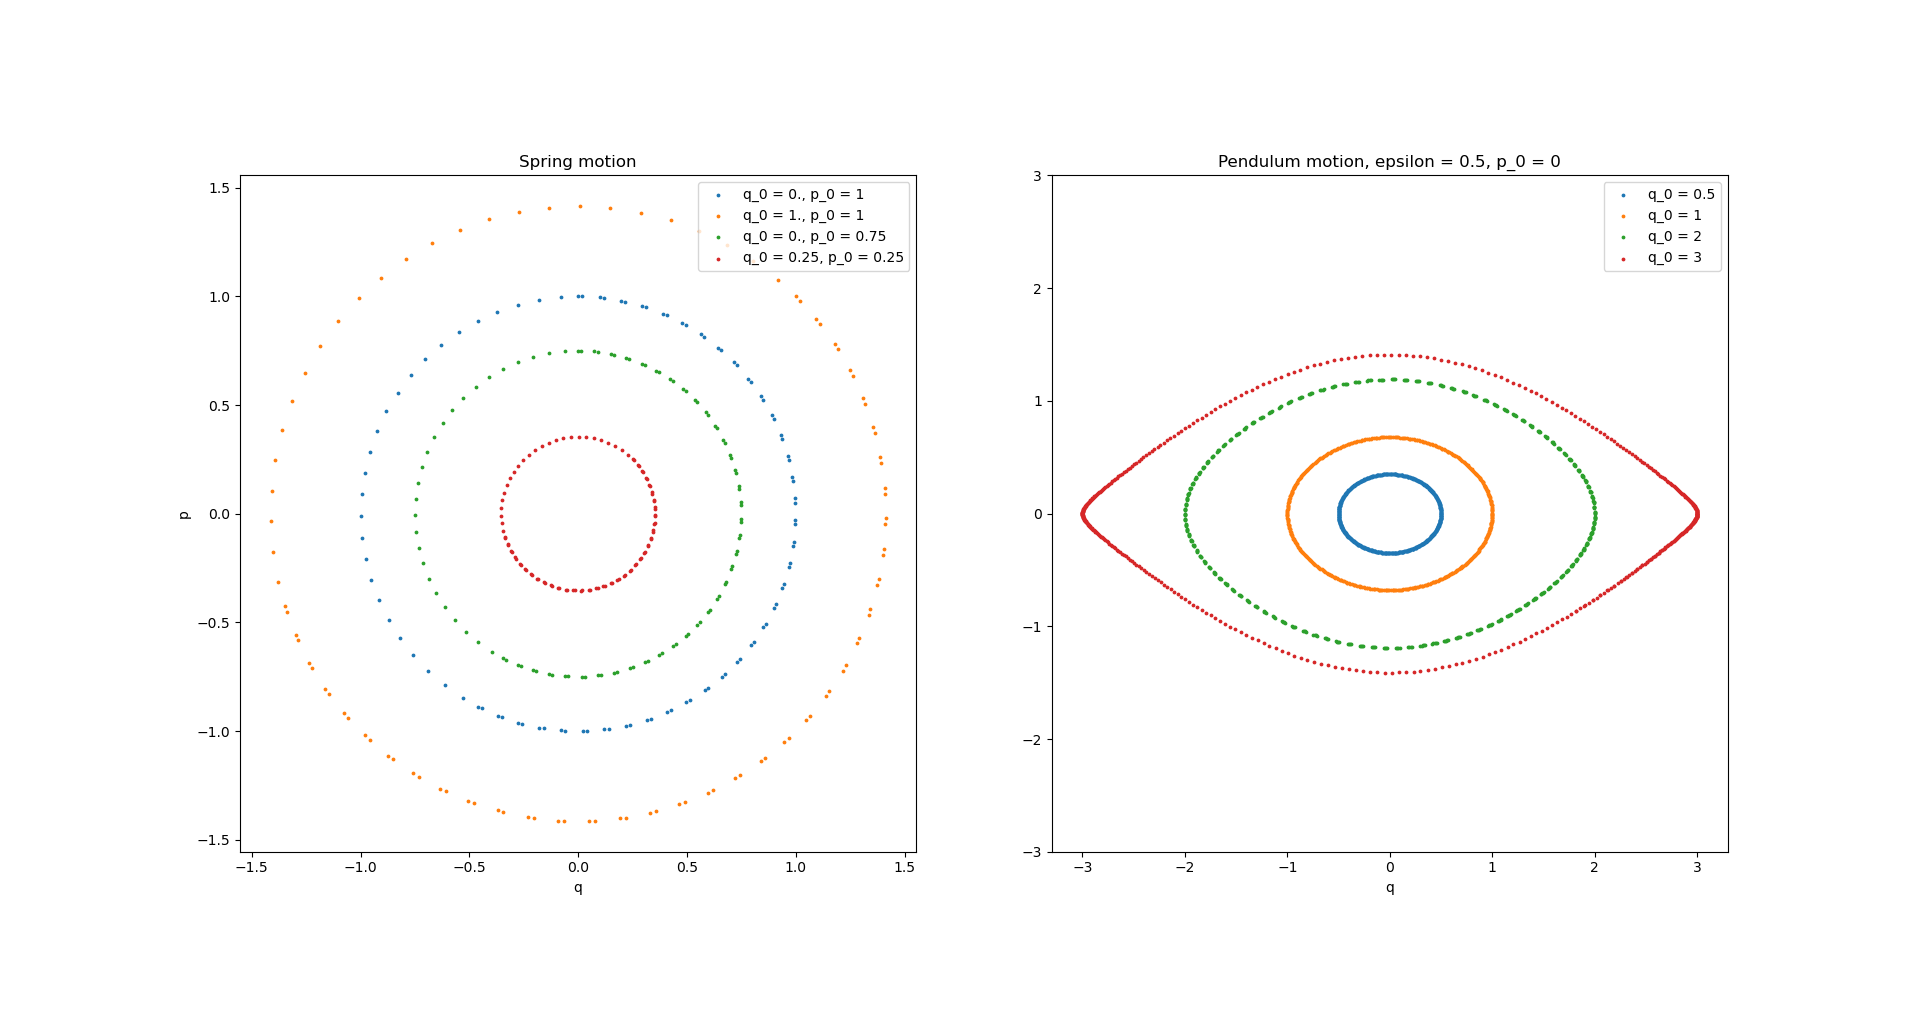 Spring motion
q_0 = 0., p_0 = 1
q_0 = 1., p_0 = 1
q_0 = 0., p_0 = 0.75
q_0 = 0.25, p_0 = 0.25
1.5
1.0
0.5
0.0
−0.5
−1.0
−1.5
p
−1.5 −1.0 −0.5 0.0 0.5 1.0 1.5
q
Pendulum motion, epsilon = 0.5, p_0 = 0
q_0 = 0.5
q_0 = 1
q_0 = 2
q_0 = 3
3
2
1
0
−1
−2
−3
−3 −2 −1 0 1 2 3
q